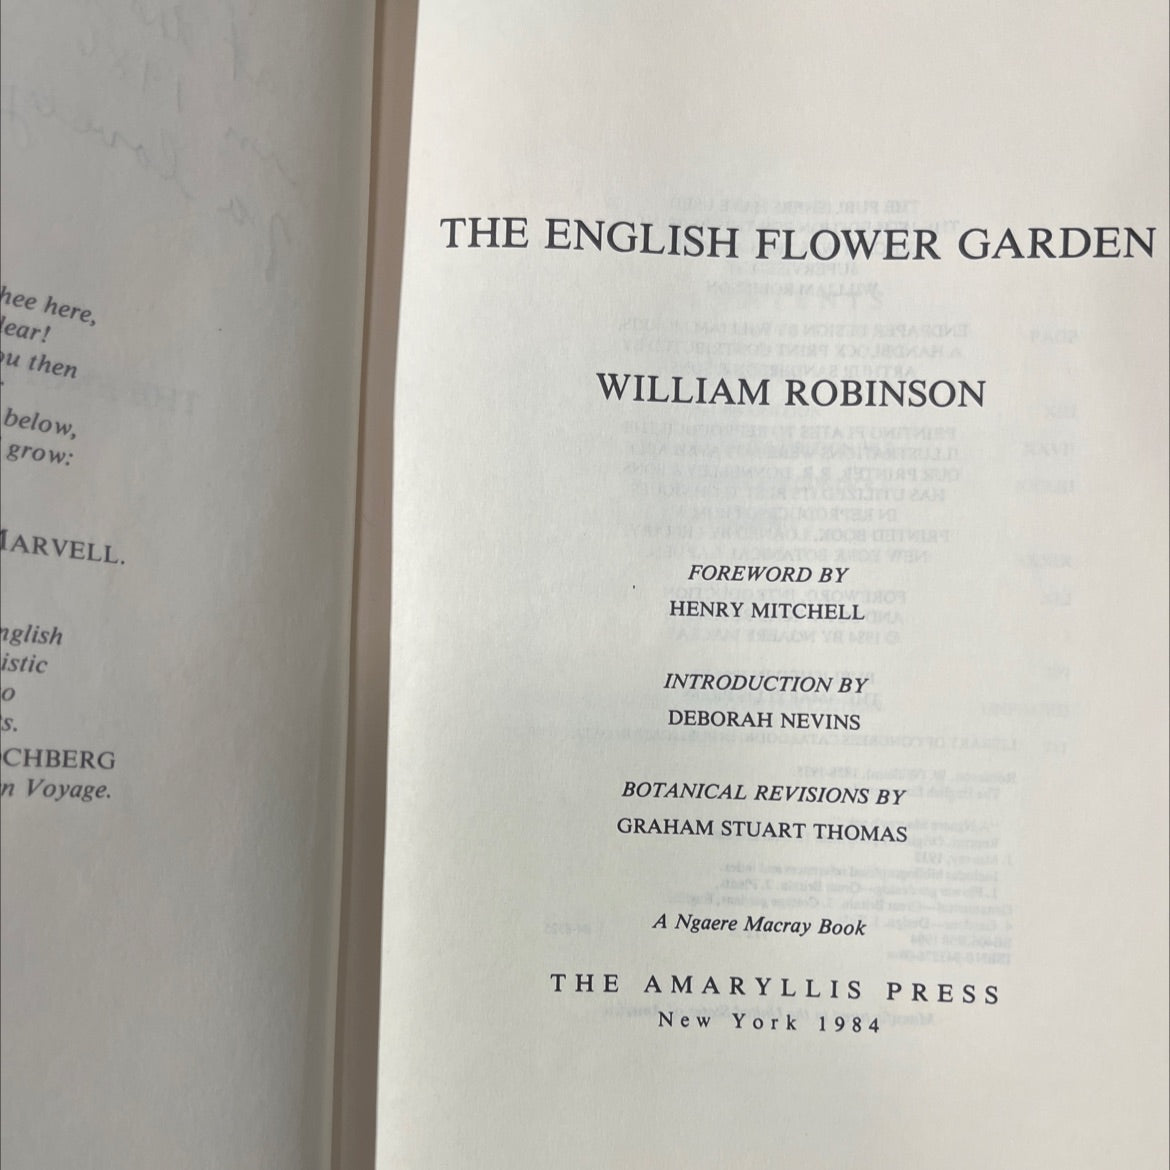 hee here,
lear!
ou then
below,
grow:
MARVELL.
nglish
istic
o
s.
CHBERG
n Voyage.
THE ENGLISH FLOWER GARDEN
WILLIAM ROBINSON
FOREWORD BY
HENRY MITCHELL
INTRODUCTION BY
DEBORAH NEVINS
BOTANICAL REVISIONS BY
GRAHAM STUART THOMAS
A Ngaere Macray Book
THE AMARYLLIS PRESS
New York 1984